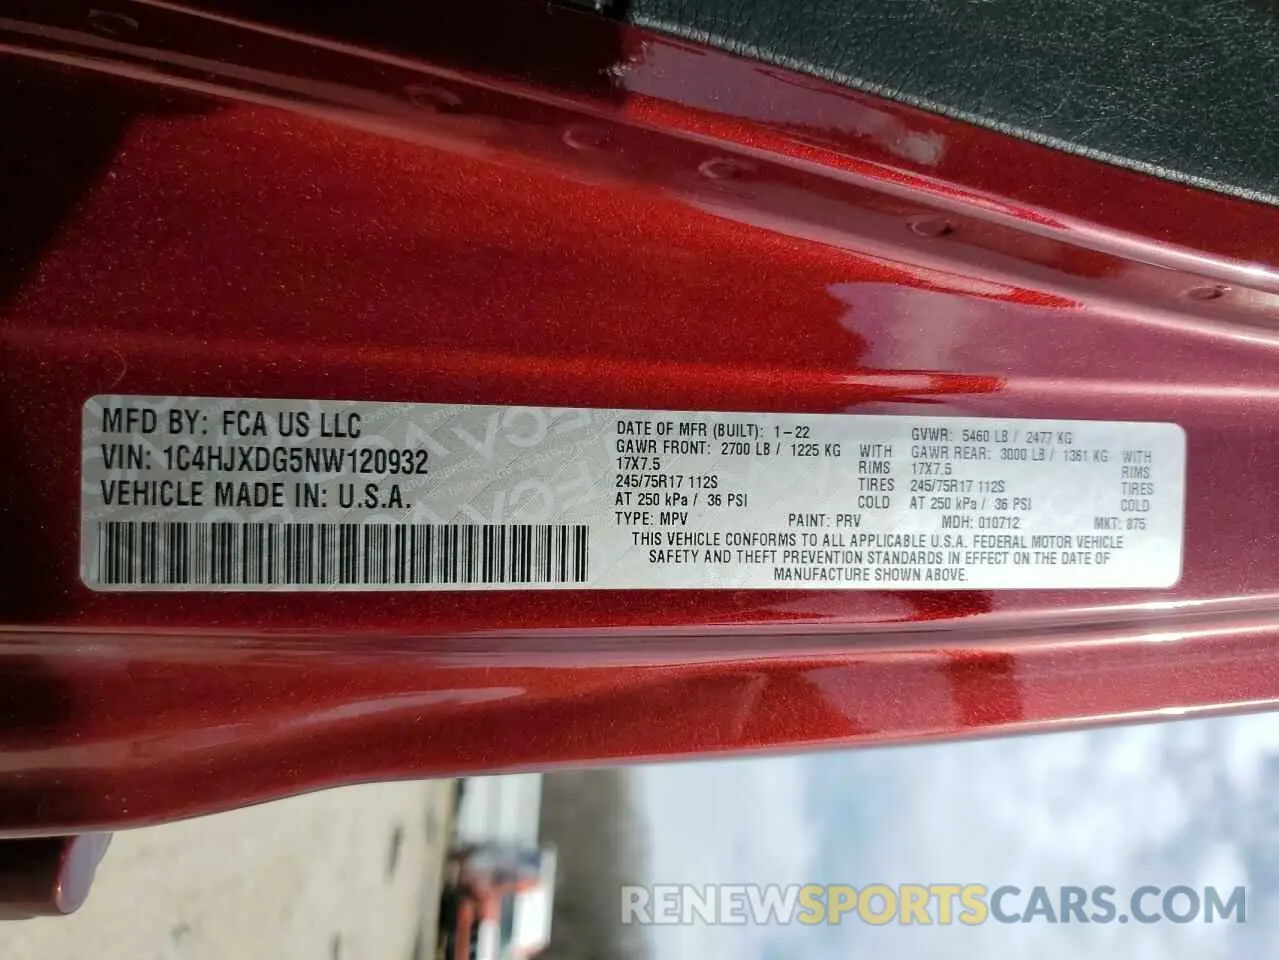 MFD BY: FCA US LLC
VIN: 1C4HJXDG5NW120932
VEHICLE MADE IN: U.S.A.
DATE OF MFR (BUILT): 1-22
GVWR: 5460 LB / 2477 KG
GAWR FRONT: 2700 LB / 1225 KG WITH
17X7.5 RIMS
245/75R17 112S TIRES
AT 250 kPa / 36 PSI COLD
GAWR REAR: 3000 LB / 1361 KG WITH
17X7.5 RIMS
245/75R17 112S TIRES
AT 250 kPa / 36 PSI COLD
TYPE: MPV PAINT: PRV MDH: 010712 MKT: 875
THIS VEHICLE CONFORMS TO ALL APPLICABLE U.S.A. FEDERAL MOTOR VEHICLE
SAFETY AND THEFT PREVENTION STANDARDS IN EFFECT ON THE DATE OF
MANUFACTURE SHOWN ABOVE.
RENEWSPORTSCARS.COM